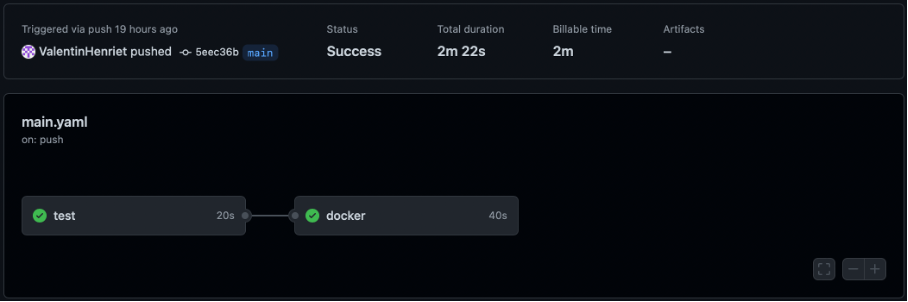 Triggered via push 19 hours ago
ValentinHenriet pushed 5eec36b main
Status
Success
Total duration
2m 22s
Billable time
2m
Artifacts
–
main.yaml
on: push
test 20s
docker 40s